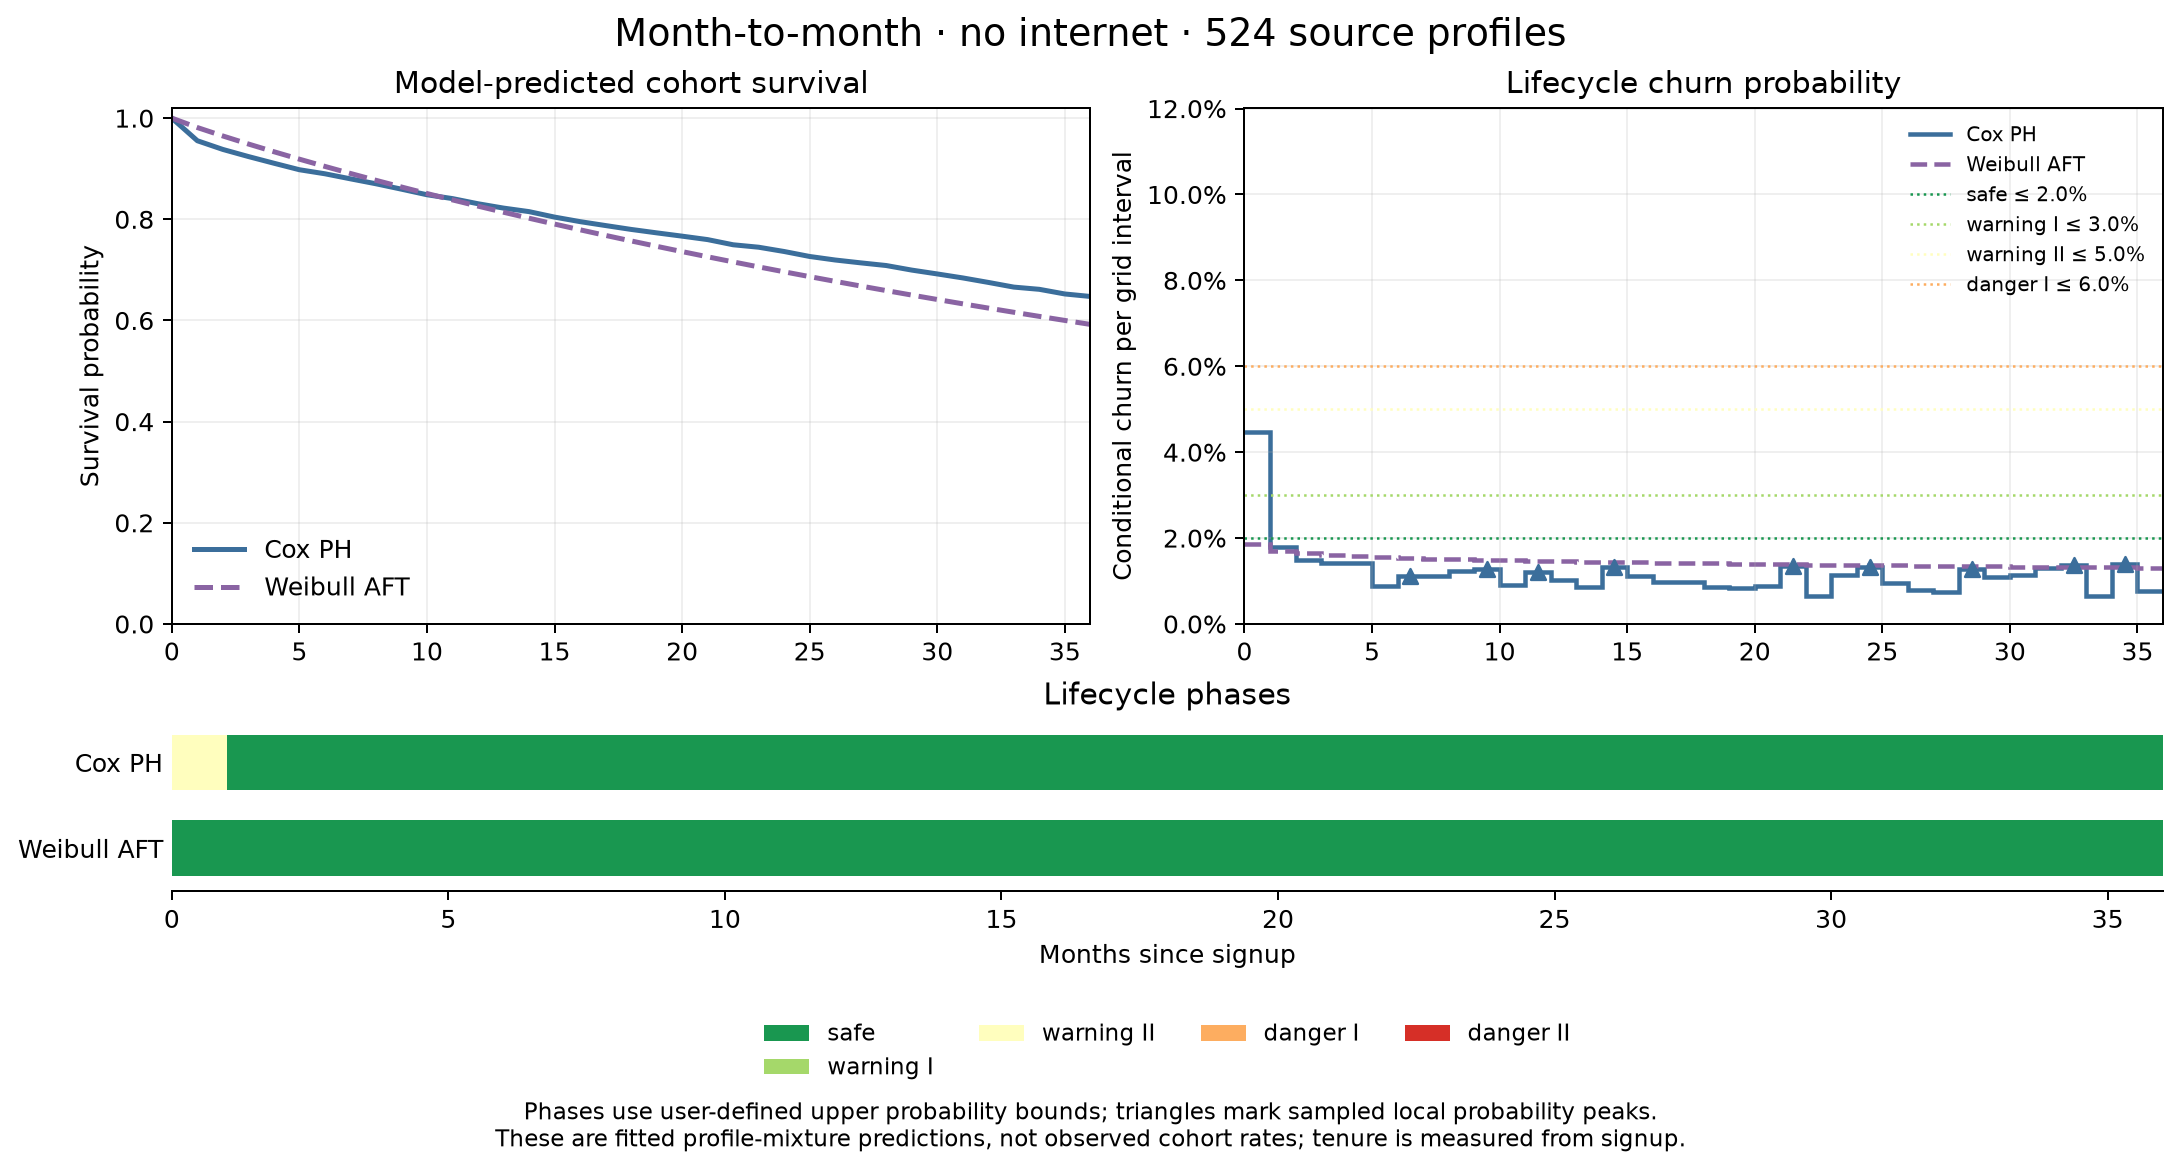 Month-to-month · no internet · 524 source profiles
Model-predicted cohort survival
Survival probability
1.0
0.8
0.6
0.4
0.2
0.0
Cox PH
Weibull AFT
0 5 10 15 20 25 30 35
Lifecycle churn probability
Conditional churn per grid interval
12.0%
10.0%
8.0%
6.0%
4.0%
2.0%
0.0%
Cox PH
Weibull AFT
safe ≤ 2.0%
warning I ≤ 3.0%
warning II ≤ 5.0%
danger I ≤ 6.0%
0 5 10 15 20 25 30 35
Lifecycle phases
Cox PH
Weibull AFT
0 5 10 15 20 25 30 35
Months since signup
safe warning II danger I danger II
warning I
Phases use user-defined upper probability bounds; triangles mark sampled local probability peaks.
These are fitted profile-mixture predictions, not observed cohort rates; tenure is measured from signup.